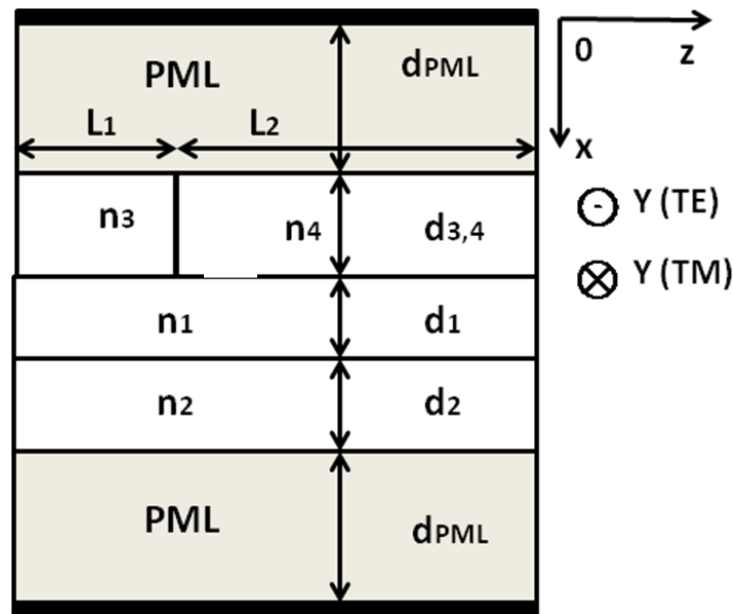 PML dPML
L1 L2
n3 n4 d3,4
n1 d1
n2 d2
PML dPML
0 z
x
- Y (TE)
Y (TM)